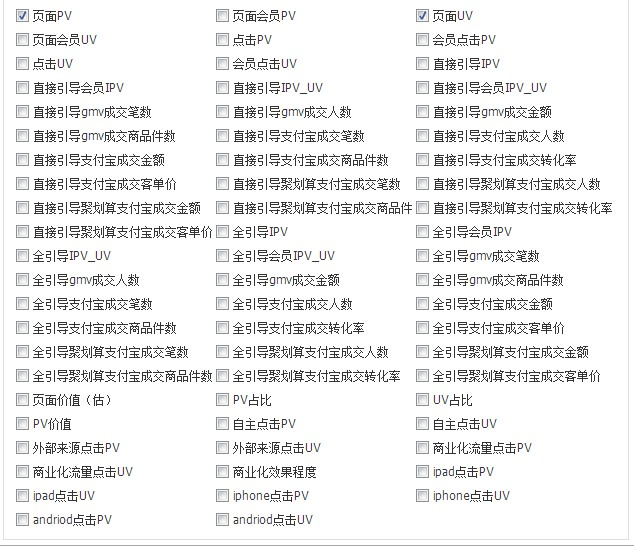 页面PV 页面会员PV 页面UV
页面会员UV 点击PV 会员点击PV
点击UV 会员点击UV 直接引导IPV
直接引导会员IPV 直接引导IPV_UV 直接引导会员IPV_UV
直接引导gmv成交笔数 直接引导gmv成交人数 直接引导gmv成交金额
直接引导gmv成交商品件数 直接引导支付宝成交笔数 直接引导支付宝成交人数
直接引导支付宝成交金额 直接引导支付宝成交商品件数 直接引导支付宝成交转化率
直接引导支付宝成交客单价 直接引导聚划算支付宝成交笔数 直接引导聚划算支付宝成交人数
直接引导聚划算支付宝成交金额 直接引导聚划算支付宝成交商品件 直接引导聚划算支付宝成交转化率
直接引导聚划算支付宝成交客单价 全引导IPV 全引导会员IPV
全引导IPV_UV 全引导会员IPV_UV 全引导gmv成交笔数
全引导gmv成交人数 全引导gmv成交金额 全引导gmv成交商品件数
全引导支付宝成交笔数 全引导支付宝成交人数 全引导支付宝成交金额
全引导支付宝成交商品件数 全引导支付宝成交转化率 全引导支付宝成交客单价
全引导聚划算支付宝成交笔数 全引导聚划算支付宝成交人数 全引导聚划算支付宝成交金额
全引导聚划算支付宝成交商品件数 全引导聚划算支付宝成交转化率 全引导聚划算支付宝成交客单价
页面价值（估） PV占比 UV占比
PV价值 自主点击PV 自主点击UV
外部来源点击PV 外部来源点击UV 商业化流量点击PV
商业化流量点击UV 商业化效果程度 ipad点击PV
ipad点击UV iphone点击PV iphone点击UV
andriod点击PV andriod点击UV